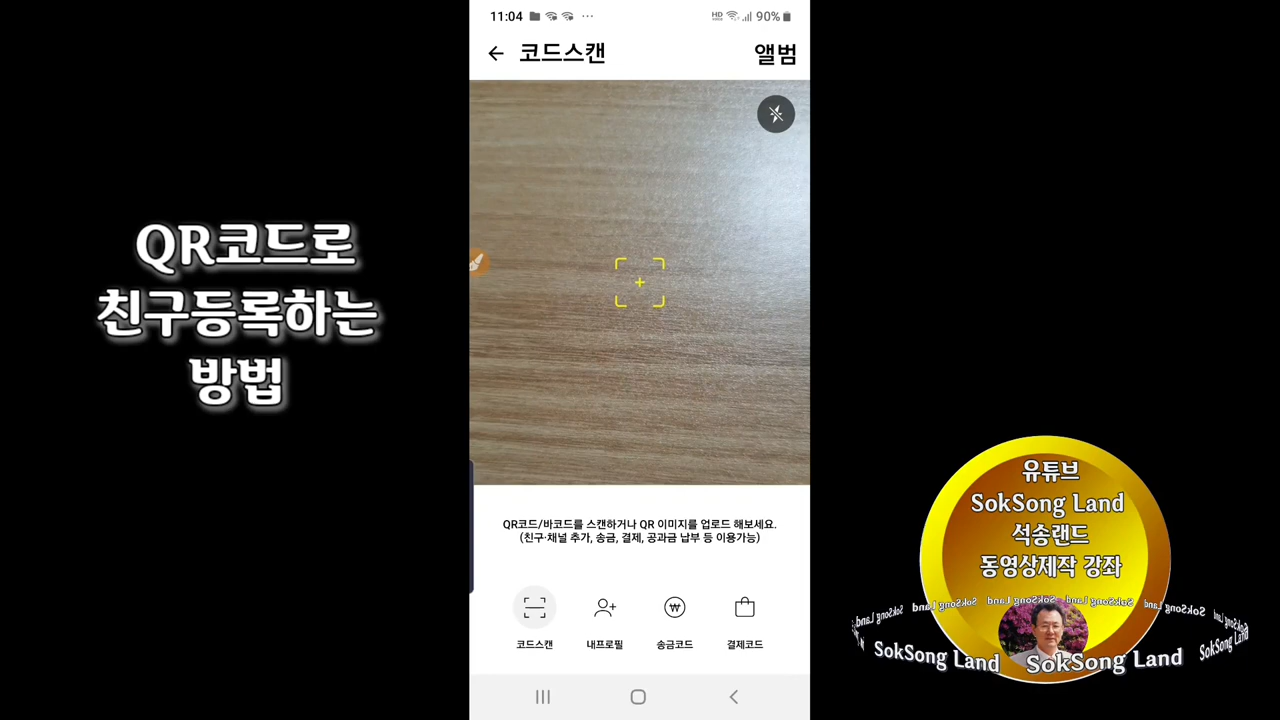 11:04
HD voice 90%
코드스캔
앨범
QR코드로
친구등록하는
방법
QR코드/바코드를 스캔하거나 QR 이미지를 업로드 해보세요.
(친구·채널 추가, 송금, 결제, 공과금 납부 등 이용가능)
코드스캔 내프로필 송금코드 결제코드
유튜브
SokSong Land
석송랜드
동영상제작 강좌
SokSong Land SokSong Land SokSong Land